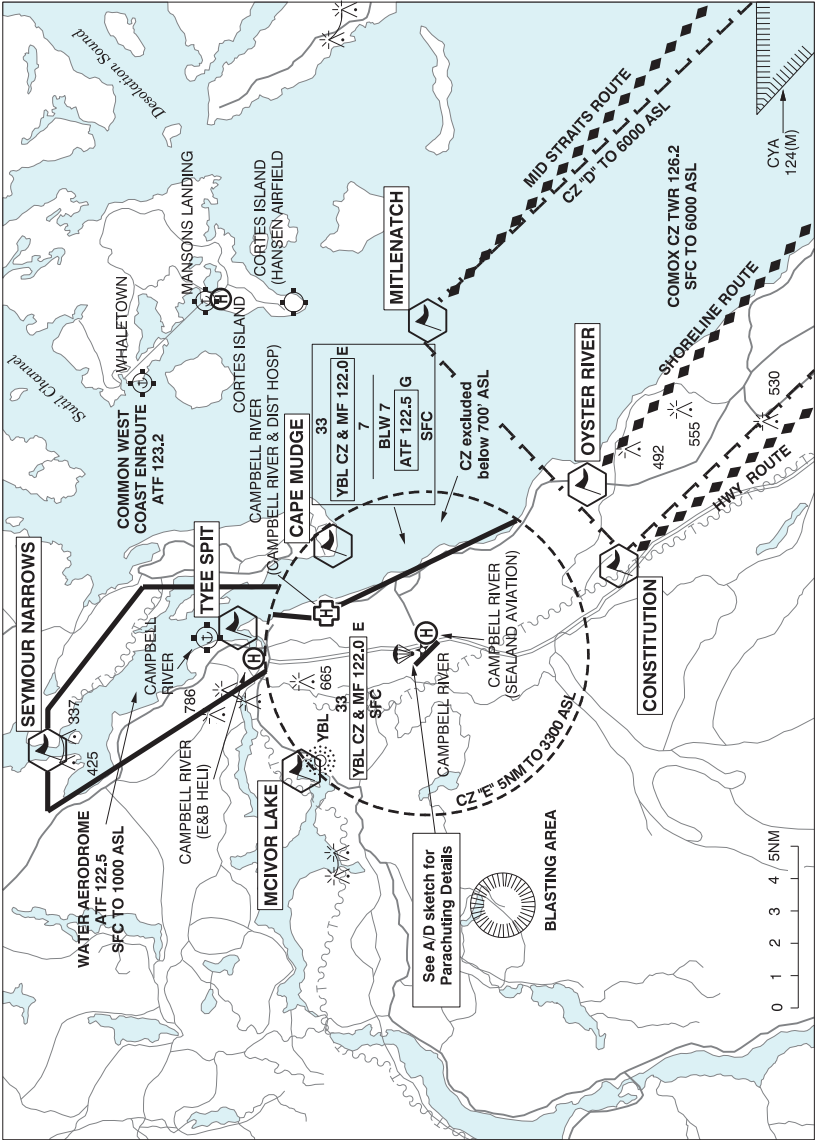 Desolation Sound
Sutil Channel
WHALETOWN
MANSONS LANDING
CORTES ISLAND
(HANSEN AIRFIELD)
CORTES ISLAND
H
COMMON WEST
COAST ENROUTE
ATF 123.2
SEYMOUR NARROWS
337
425
WATER AERODROME
ATF 122.5
SFC TO 1000 ASL
CAMPBELL
RIVER
TYEE SPIT
CAMPBELL RIVER
(CAMPBELL RIVER & DIST HOSP)
H
CAPE MUDGE
33
YBL CZ & MF 122.0 E
7
BLW 7
ATF 122.5 G
SFC
CZ excluded
below 700' ASL
MITLENATCH
MID STRAITS ROUTE
CZ "D" TO 6000 ASL
CYA
124(M)
COMOX CZ TWR 126.2
SFC TO 6000 ASL
SHORELINE ROUTE
OYSTER RIVER
492
555
530
HWY ROUTE
CONSTITUTION
786
CAMPBELL RIVER
(E&B HELI)
H
665
YBL
33
YBL CZ & MF 122.0 E
SFC
MCIVOR LAKE
H
CAMPBELL RIVER
CAMPBELL RIVER
(SEALAND AVIATION)
CZ "E" 5NM TO 3300 ASL
See A/D sketch for
Parachuting Details
BLASTING AREA
0 1 2 3 4 5NM